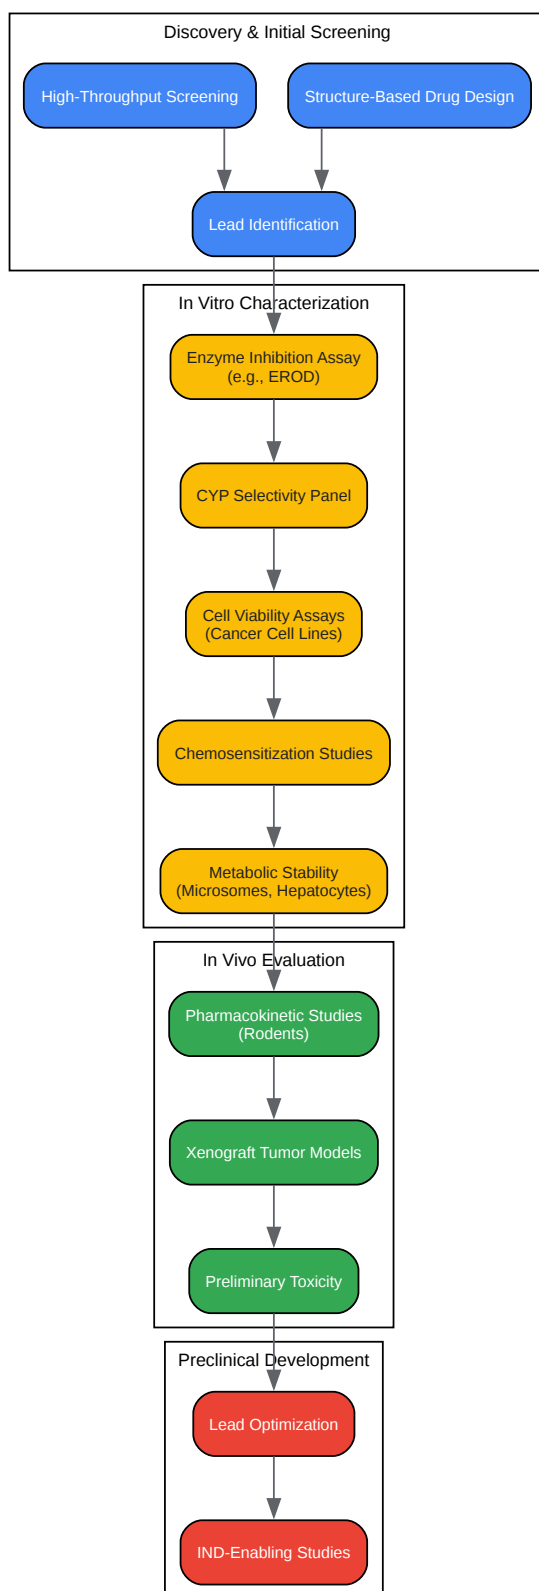 Discovery & Initial Screening
High-Throughput Screening
Structure-Based Drug Design
Lead Identification
In Vitro Characterization
Enzyme Inhibition Assay
(e.g., EROD)
CYP Selectivity Panel
Cell Viability Assays
(Cancer Cell Lines)
Chemosensitization Studies
Metabolic Stability
(Microsomes, Hepatocytes)
In Vivo Evaluation
Pharmacokinetic Studies
(Rodents)
Xenograft Tumor Models
Preliminary Toxicity
Preclinical Development
Lead Optimization
IND-Enabling Studies